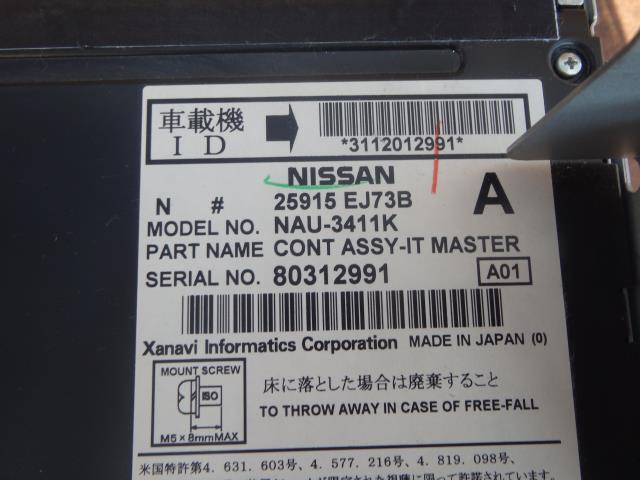 車載機
ID
*3112012991*
NISSAN
N # 25915 EJ73B
A
MODEL NO. NAU-3411K
PART NAME CONT ASSY-IT MASTER
SERIAL NO. 80312991
A01
Xanavi Informatics Corporation MADE IN JAPAN (0)
MOUNT SCREW
ISO
M5×8mmMAX
床に落とした場合は廃棄すること
TO THROW AWAY IN CASE OF FREE-FALL
米国特許第4. 631. 603号、4. 577. 216号、4. 819. 098号、